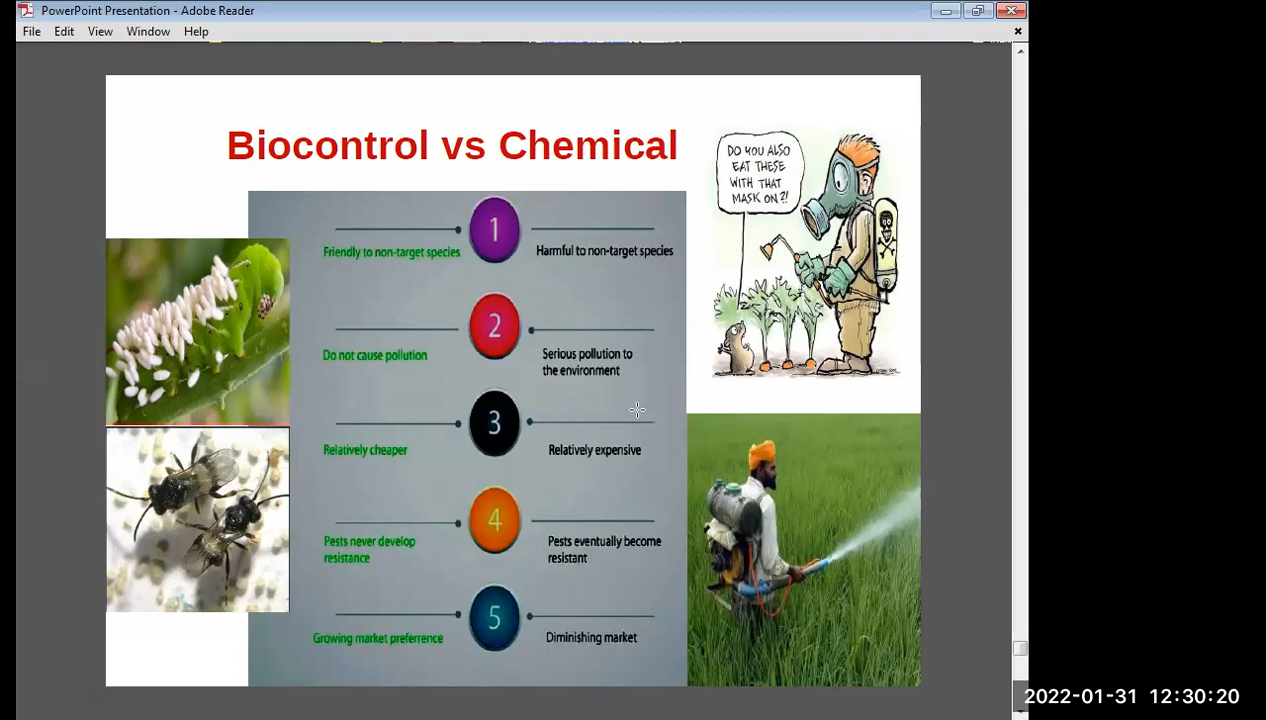 PowerPoint Presentation - Adobe Reader
File Edit View Window Help
Biocontrol vs Chemical
DO YOU ALSO
EAT THESE
WITH THAT
MASK ON?!
1
Friendly to non-target species
Harmful to non-target species
2
Do not cause pollution
Serious pollution to
the environment
3
Relatively cheaper
Relatively expensive
4
Pests never develop
resistance
Pests eventually become
resistant
5
Growing market preferrence
Diminishing market
2022-01-31 12:30:20